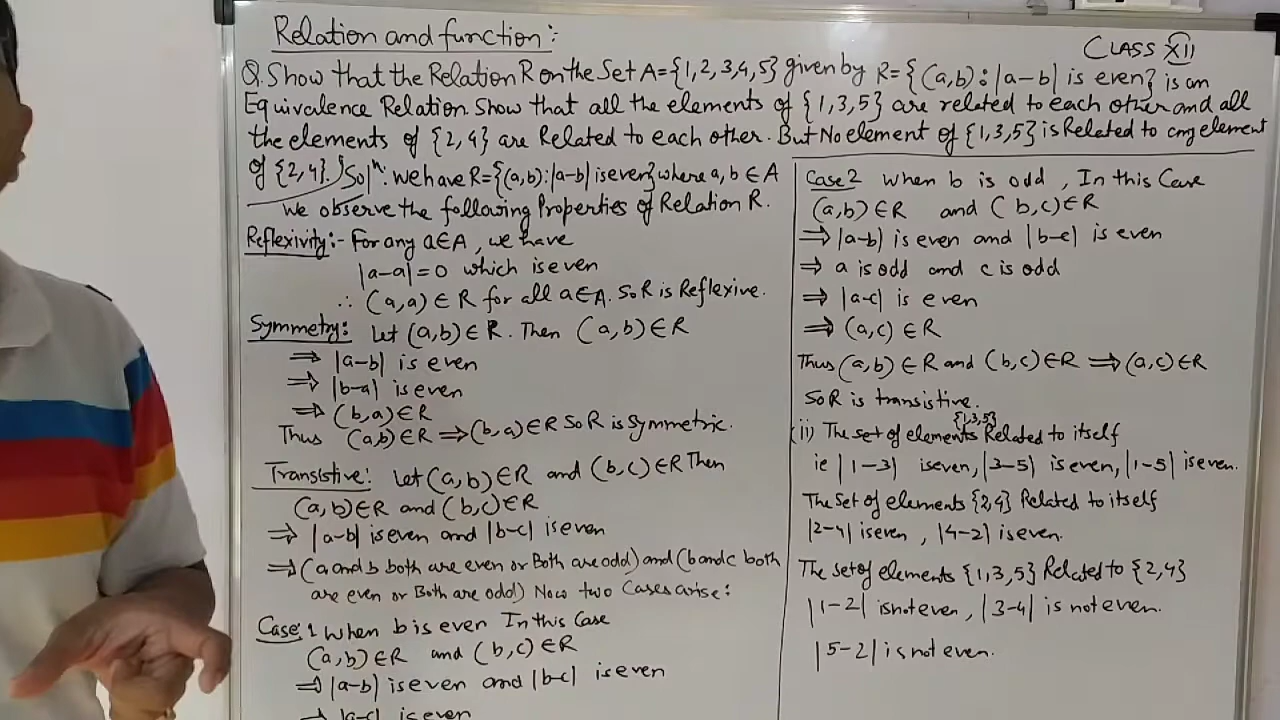 Relation and function:
CLASS XII
Q. Show that the Relation R on the Set A={1,2,3,4,5} given by R={(a,b):|a-b| is even} is an
Equivalence Relation. Show that all the elements of {1,3,5} are related to each other and all
the elements of {2,4} are Related to each other. But No element of {1,3,5} is Related to any element
of {2,4}.
Solⁿ: we have R={(a,b):|a-b| is even} where a, b ∈ A
We observe the following Properties of Relation R.
Reflexivity:- For any a∈A, we have
|a-a|=0 which is even
∴ (a,a) ∈ R for all a∈A. So R is Reflexive.
Symmetry: Let (a,b) ∈ R. Then (a,b) ∈ R
⇒ |a-b| is even
⇒ |b-a| is even
⇒ (b,a) ∈ R
Thus (a,b) ∈ R ⇒ (b,a) ∈ R So R is symmetric.
Transistive: Let (a,b) ∈ R and (b,c) ∈ R Then
(a,b) ∈ R and (b,c) ∈ R
⇒ |a-b| is even and |b-c| is even
⇒ (a and b both are even or Both are odd) and (b and c both
are even or Both are odd) Now two Cases arise:
Case: 1 When b is even In this Case
(a,b) ∈ R and (b,c) ∈ R
⇒ |a-b| is even and |b-c| is even
⇒ |a-c| is even
Case 2 When b is odd, In this Case
(a,b) ∈ R and (b,c) ∈ R
⇒ |a-b| is even and |b-c| is even
⇒ a is odd and c is odd
⇒ |a-c| is even
⇒ (a,c) ∈ R
Thus (a,b) ∈ R and (b,c) ∈ R ⇒ (a,c) ∈ R
So R is transistive.
{1,3,5}
(ii) The set of elements Related to itself
ie |1-3| is even, |3-5| is even, |1-5| is even.
The Set of elements {2,4} Related to itself
|2-4| is even, |4-2| is even.
The set of elements {1,3,5} Related to {2,4}
|1-2| is not even, |3-4| is not even.
|5-2| is not even.